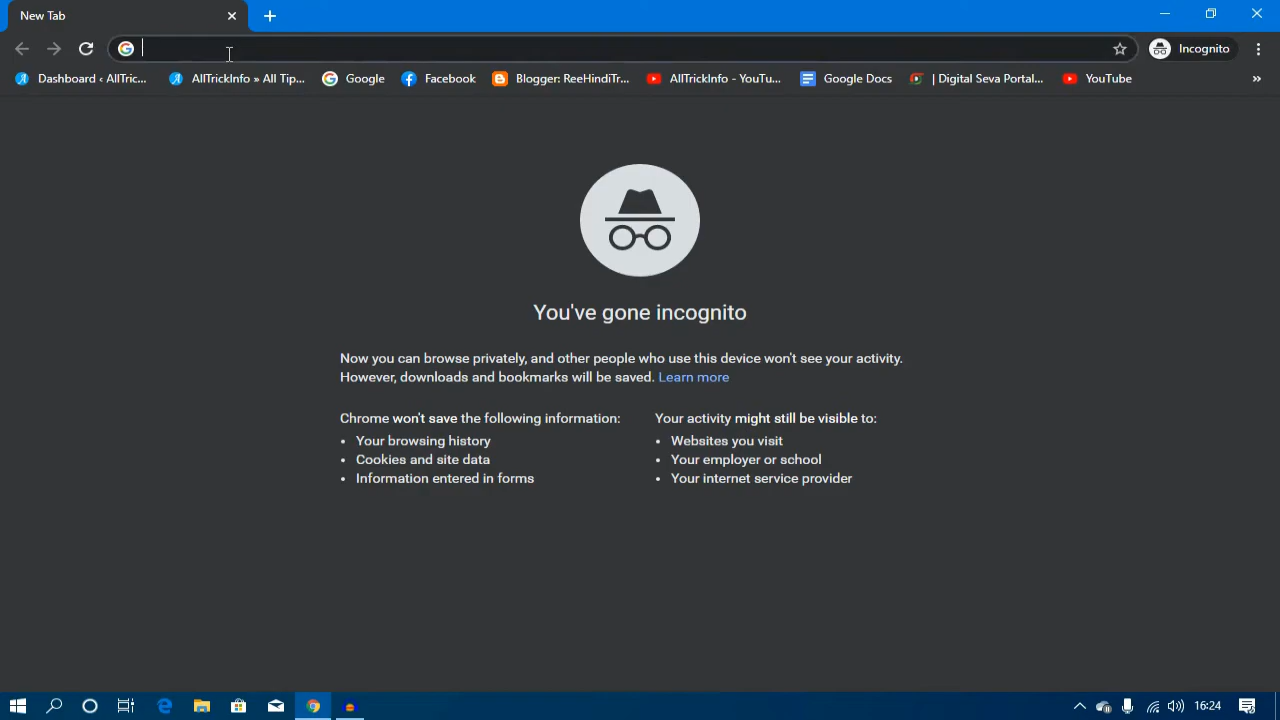 New Tab
Incognito
Dashboard ‹ AllTric...
AllTrickInfo » All Tip...
Google
Facebook
Blogger: ReeHindiTr...
AllTrickInfo - YouTu...
Google Docs
| Digital Seva Portal...
YouTube
»
You've gone incognito
Now you can browse privately, and other people who use this device won't see your activity.
However, downloads and bookmarks will be saved. Learn more
Chrome won't save the following information:
• Your browsing history
• Cookies and site data
• Information entered in forms
Your activity might still be visible to:
• Websites you visit
• Your employer or school
• Your internet service provider
16:24